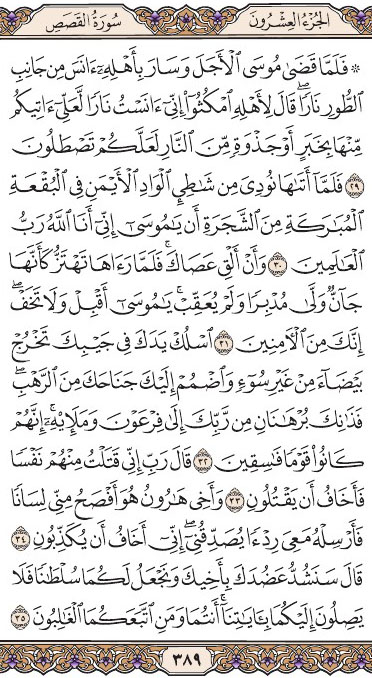 الجزء العشرون سورة القصص
۞ فَلَمَّا قَضَىٰ مُوسَى ٱلْأَجَلَ وَسَارَ بِأَهْلِهِۦٓ ءَانَسَ مِن جَانِبِ
ٱلطُّورِ نَارًاۖ قَالَ لِأَهْلِهِ ٱمْكُثُوٓا۟ إِنِّىٓ ءَانَسْتُ نَارًا لَّعَلِّىٓ ءَاتِيكُم
مِّنْهَا بِخَبَرٍ أَوْ جَذْوَةٍ مِّنَ ٱلنَّارِ لَعَلَّكُمْ تَصْطَلُونَ
٢٩ فَلَمَّآ أَتَىٰهَا نُودِىَ مِن شَٰطِئِ ٱلْوَادِ ٱلْأَيْمَنِ فِى ٱلْبُقْعَةِ
ٱلْمُبَٰرَكَةِ مِنَ ٱلشَّجَرَةِ أَن يَٰمُوسَىٰٓ إِنِّىٓ أَنَا ٱللَّهُ رَبُّ
ٱلْعَٰلَمِينَ ٣٠ وَأَنْ أَلْقِ عَصَاكَۚ فَلَمَّا رَءَاهَا تَهْتَزُّ كَأَنَّهَا
جَآنٌّ وَلَّىٰ مُدْبِرًا وَلَمْ يُعَقِّبْۚ يَٰمُوسَىٰٓ أَقْبِلْ وَلَا تَخَفْۖ
إِنَّكَ مِنَ ٱلْءَامِنِينَ ٣١ ٱسْلُكْ يَدَكَ فِى جَيْبِكَ تَخْرُجْ
بَيْضَآءَ مِنْ غَيْرِ سُوٓءٍ وَٱضْمُمْ إِلَيْكَ جَنَاحَكَ مِنَ ٱلرَّهْبِۖ
فَذَٰنِكَ بُرْهَٰنَانِ مِن رَّبِّكَ إِلَىٰ فِرْعَوْنَ وَمَلَإِي۟هِۦٓۚ إِنَّهُمْ
كَانُوا۟ قَوْمًا فَٰسِقِينَ ٣٢ قَالَ رَبِّ إِنِّى قَتَلْتُ مِنْهُمْ نَفْسًا
فَأَخَافُ أَن يَقْتُلُونِ ٣٣ وَأَخِى هَٰرُونُ هُوَ أَفْصَحُ مِنِّى لِسَانًا
فَأَرْسِلْهُ مَعِىَ رِدْءًا يُصَدِّقُنِىٓۖ إِنِّىٓ أَخَافُ أَن يُكَذِّبُونِ ٣٤
قَالَ سَنَشُدُّ عَضُدَكَ بِأَخِيكَ وَنَجْعَلُ لَكُمَا سُلْطَٰنًا فَلَا
يَصِلُونَ إِلَيْكُمَاۚ بِـَٔايَٰتِنَآۚ أَنتُمَا وَمَنِ ٱتَّبَعَكُمَا ٱلْغَٰلِبُونَ ٣٥
٣٨٩